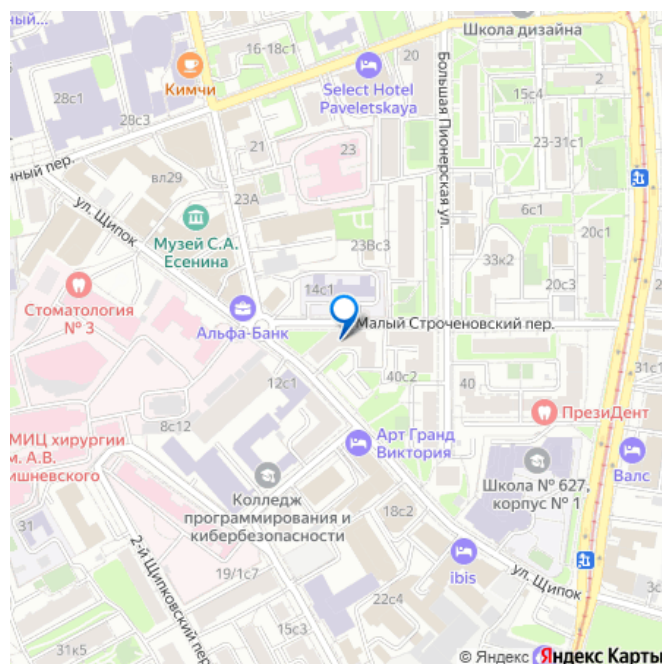 ный...
Школа дизайна
16-18с1
20
Кимчи
Select Hotel
Paveletskaya
2
28с1
15с4
28с3
Большая Пионерская ул.
21
23
23-31с1
нный пер.
вл29
23А
ул. Щипок
6с1
Музей С.А.
Есенина
20с1
23Вс3
33к2
14с1
20с3
Стоматология
№ 3
Альфа-Банк
Малый Строченовский пер.
31с1
12с1
40с2
40
8с12
ПрезиДент
МИЦ хирургии
м. А.В.
ишневского
Арт Гранд
Виктория
Валс
Школа № 627,
корпус № 1
Колледж
программирования и
кибербезопасности
18с2
31
2-й Щипковский пер.
ibis
ул. Щипок
19/1с7
22с4
3с
15с3
31к5
© Яндекс
Яндекс Карты